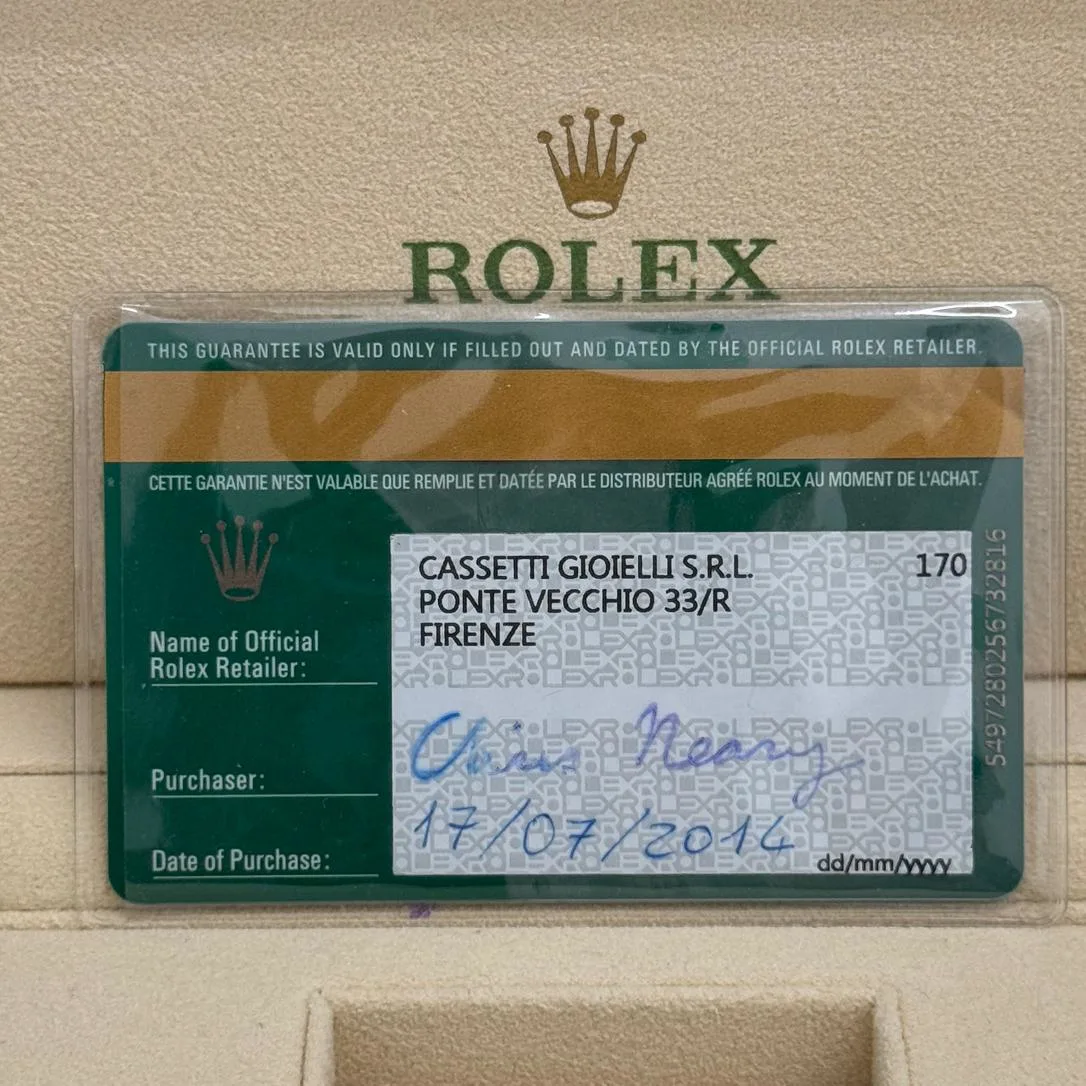 ROLEX
THIS GUARANTEE IS VALID ONLY IF FILLED OUT AND DATED BY THE OFFICIAL ROLEX RETAILER.
CETTE GARANTIE N'EST VALABLE QUE REMPLIE ET DATÉE PAR LE DISTRIBUTEUR AGRÉÉ ROLEX AU MOMENT DE L'ACHAT.
CASSETTI GIOIELLI S.R.L. 170
PONTE VECCHIO 33/R
FIRENZE
Name of Official
Rolex Retailer:
Purchaser: Chris Neary
Date of Purchase: 17/07/2014
dd/mm/yyyy
5497280256732816